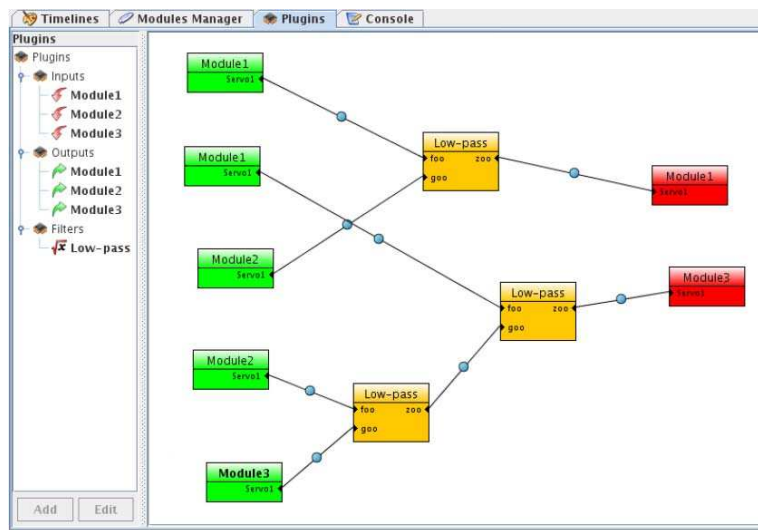 Timelines Modules Manager Plugins Console
Plugins
Plugins
Inputs
Module1
Module2
Module3
Outputs
Module1
Module2
Module3
Filters
√x Low-pass
Add Edit
Module1
Servo1
Module1
Servo1
Module2
Servo1
Module2
Servo1
Module3
Servo1
Low-pass
foo zoo
goo
Low-pass
foo zoo
goo
Low-pass
foo zoo
goo
Module1
Servo1
Module3
Servo1